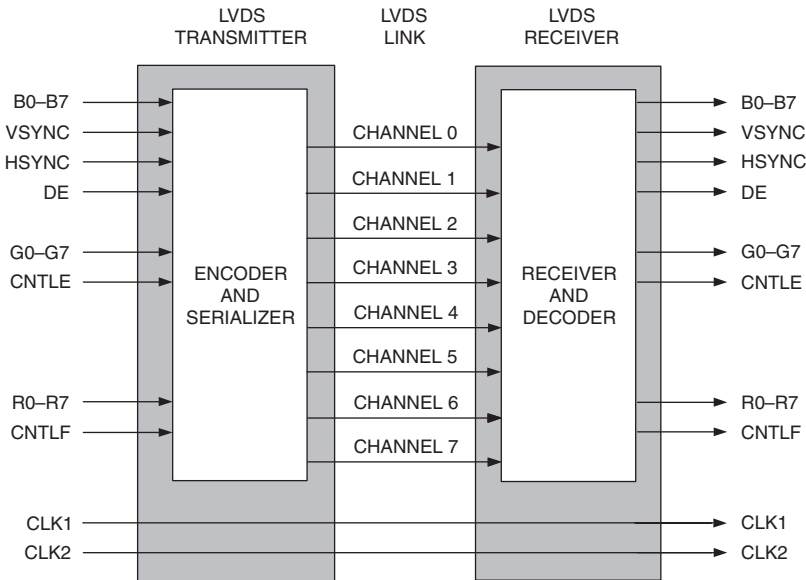 LVDS
TRANSMITTER
LVDS
LINK
LVDS
RECEIVER
B0–B7
VSYNC
HSYNC
DE
G0–G7
CNTLE
R0–R7
CNTLF
CLK1
CLK2
ENCODER
AND
SERIALIZER
CHANNEL 0
CHANNEL 1
CHANNEL 2
CHANNEL 3
CHANNEL 4
CHANNEL 5
CHANNEL 6
CHANNEL 7
RECEIVER
AND
DECODER
B0–B7
VSYNC
HSYNC
DE
G0–G7
CNTLE
R0–R7
CNTLF
CLK1
CLK2